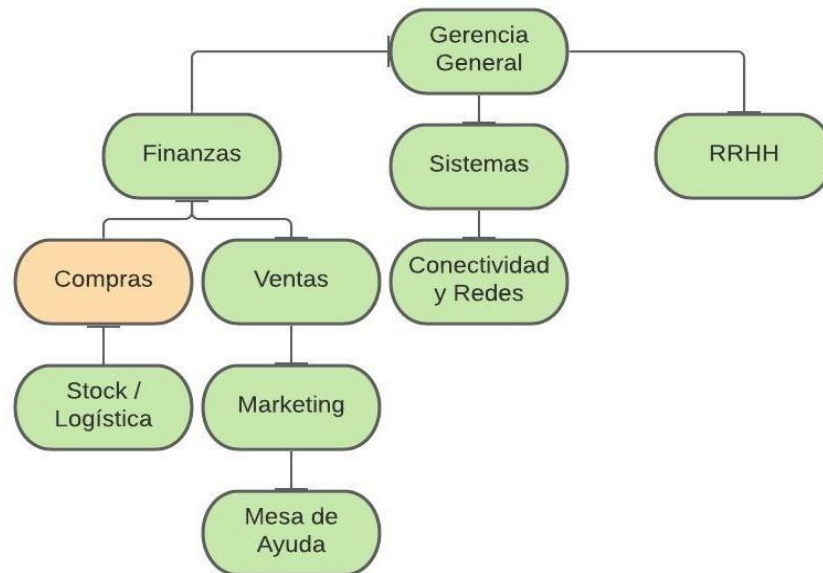 Gerencia
General
Finanzas
Sistemas
RRHH
Compras
Ventas
Conectividad
y Redes
Stock /
Logística
Marketing
Mesa de
Ayuda